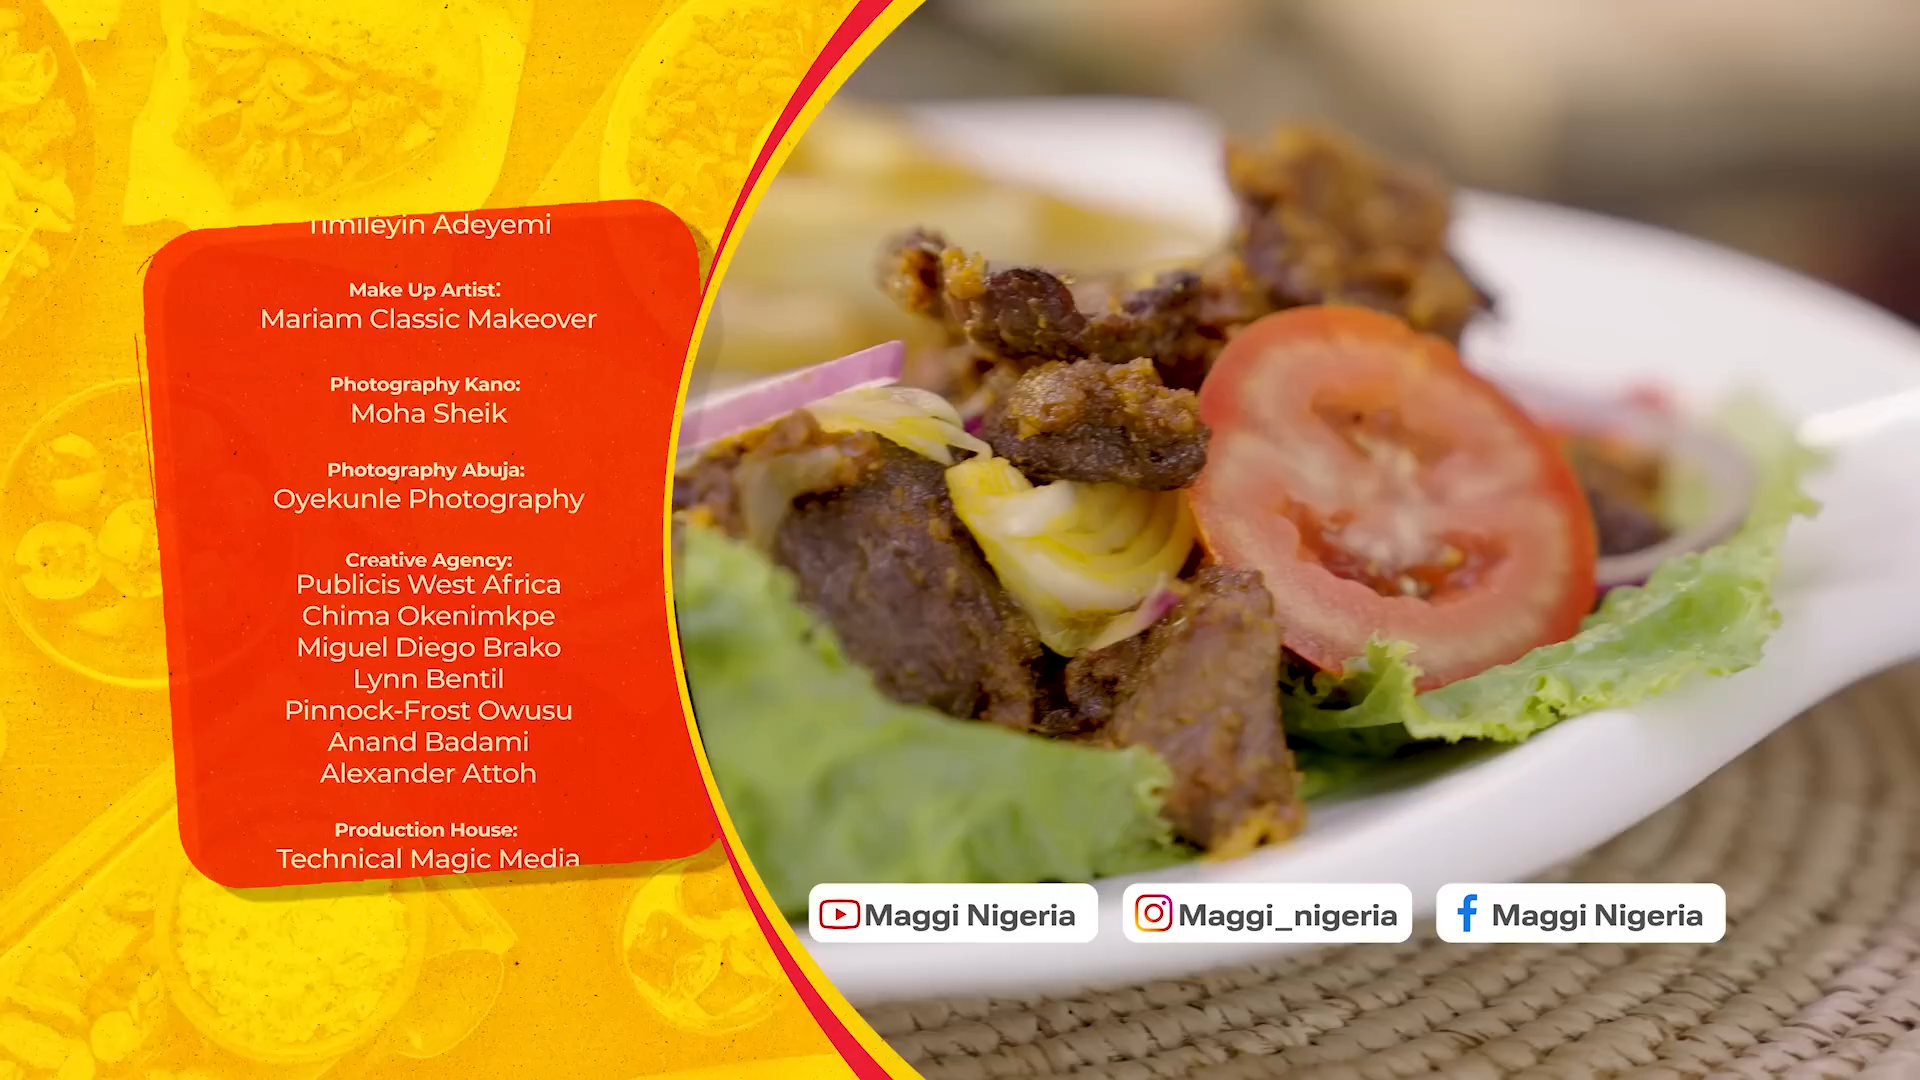 Timileyin Adeyemi
Make Up Artist:
Mariam Classic Makeover
Photography Kano:
Moha Sheik
Photography Abuja:
Oyekunle Photography
Creative Agency:
Publicis West Africa
Chima Okenimkpe
Miguel Diego Brako
Lynn Bentil
Pinnock-Frost Owusu
Anand Badami
Alexander Attoh
Production House:
Technical Magic Media
Maggi Nigeria
Maggi_nigeria
Maggi Nigeria